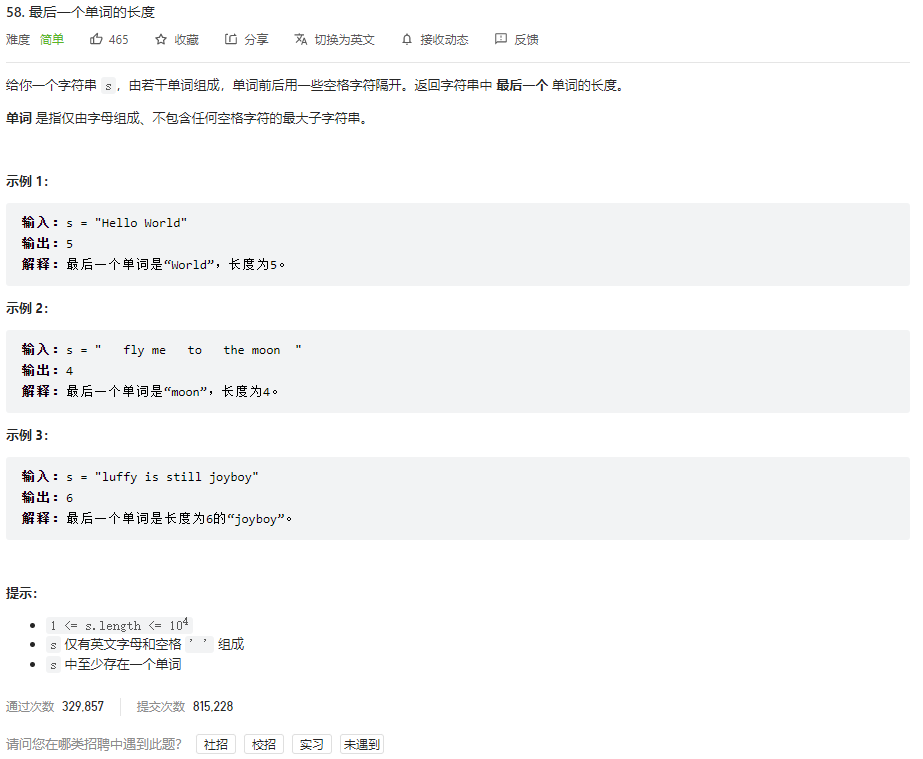 58. 最后一个单词的长度
难度 简单 465 收藏 分享 切换为英文 接收动态 反馈
给你一个字符串 s，由若干单词组成，单词前后用一些空格字符隔开。返回字符串中 最后一个 单词的长度。
单词 是指仅由字母组成、不包含任何空格字符的最大子字符串。
示例 1：
输入：s = "Hello World"
输出：5
解释：最后一个单词是“World”，长度为5。
示例 2：
输入：s = "   fly me   to   the moon  "
输出：4
解释：最后一个单词是“moon”，长度为4。
示例 3：
输入：s = "luffy is still joyboy"
输出：6
解释：最后一个单词是长度为6的“joyboy”。
提示：
1 <= s.length <= 10⁴
s 仅有英文字母和空格 ' ' 组成
s 中至少存在一个单词
通过次数 329,857 提交次数 815,228
请问您在哪类招聘中遇到此题？ 社招 校招 实习 未遇到